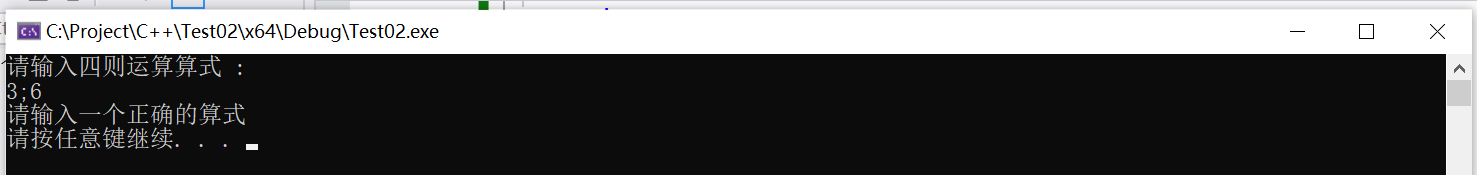 C:\Project\C++\Test02\x64\Debug\Test02.exe
请输入四则运算算式 :
3;6
请输入一个正确的算式
请按任意键继续. . .